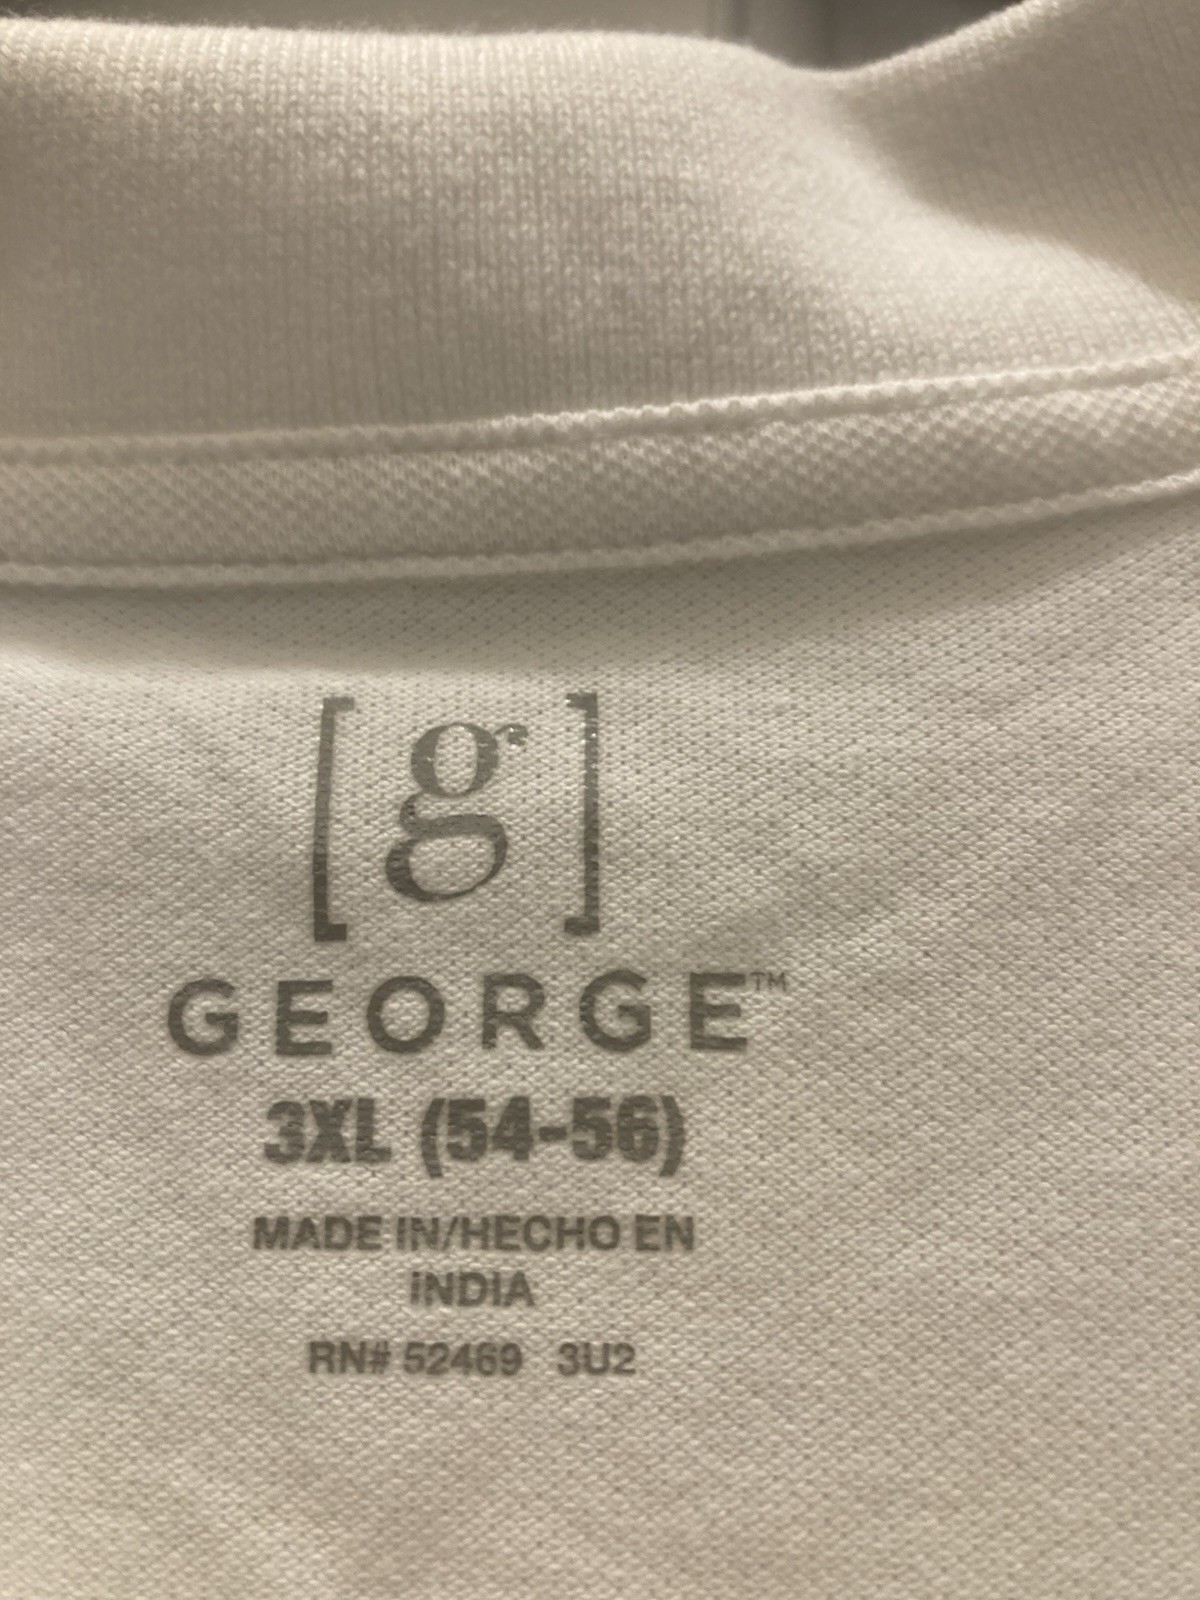 [g]
GEORGE™
3XL (54-56)
MADE IN/HECHO EN
INDIA
RN# 52469 3U2